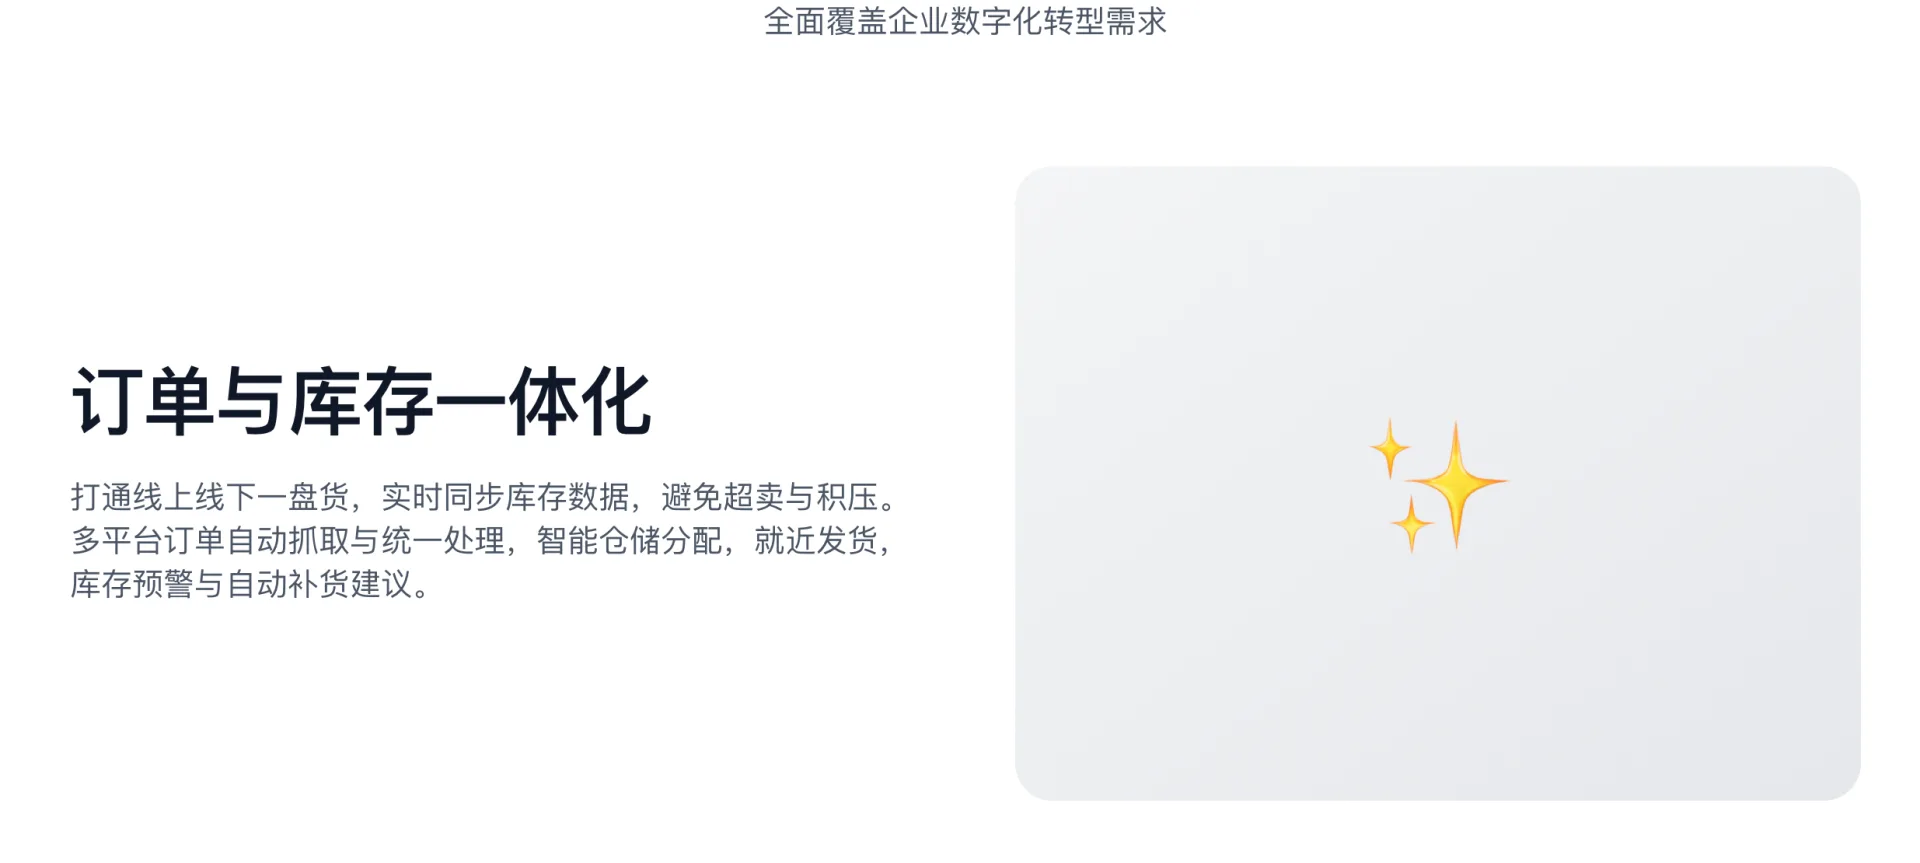 全面覆盖企业数字化转型需求
订单与库存一体化
打通线上线下一盘货，实时同步库存数据，避免超卖与积压。
多平台订单自动抓取与统一处理，智能仓储分配，就近发货，
库存预警与自动补货建议。